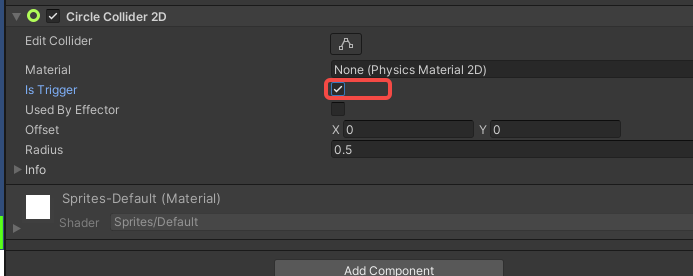 Circle Collider 2D
Edit Collider
Material None (Physics Material 2D)
Is Trigger
Used By Effector
Offset X 0 Y 0
Radius 0.5
Info
Sprites-Default (Material)
Shader Sprites/Default
Add Component